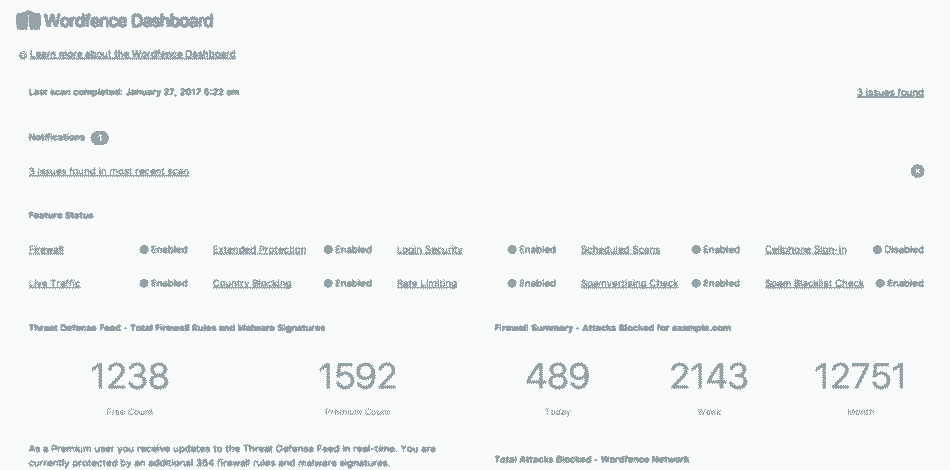 Wordfence Dashboard
Learn more about the Wordfence Dashboard
Last scan completed: January 27, 2017 6:22 am
3 issues found
Notifications 1
3 issues found in most recent scan
Feature Status
Firewall Enabled Extended Protection Enabled Login Security Enabled Scheduled Scans Enabled Cellphone Sign-in Disabled
Live Traffic Enabled Country Blocking Enabled Rate Limiting Enabled Spamvertising Check Enabled Spam Blacklist Check Enabled
Threat Defense Feed - Total Firewall Rules and Malware Signatures
1238 1592
Free Count Premium Count
As a Premium user you receive updates to the Threat Defense Feed in real-time. You are
currently protected by an additional 354 firewall rules and malware signatures.
Firewall Summary - Attacks Blocked for example.com
489 2143 12751
Today Week Month
Total Attacks Blocked - Wordfence Network